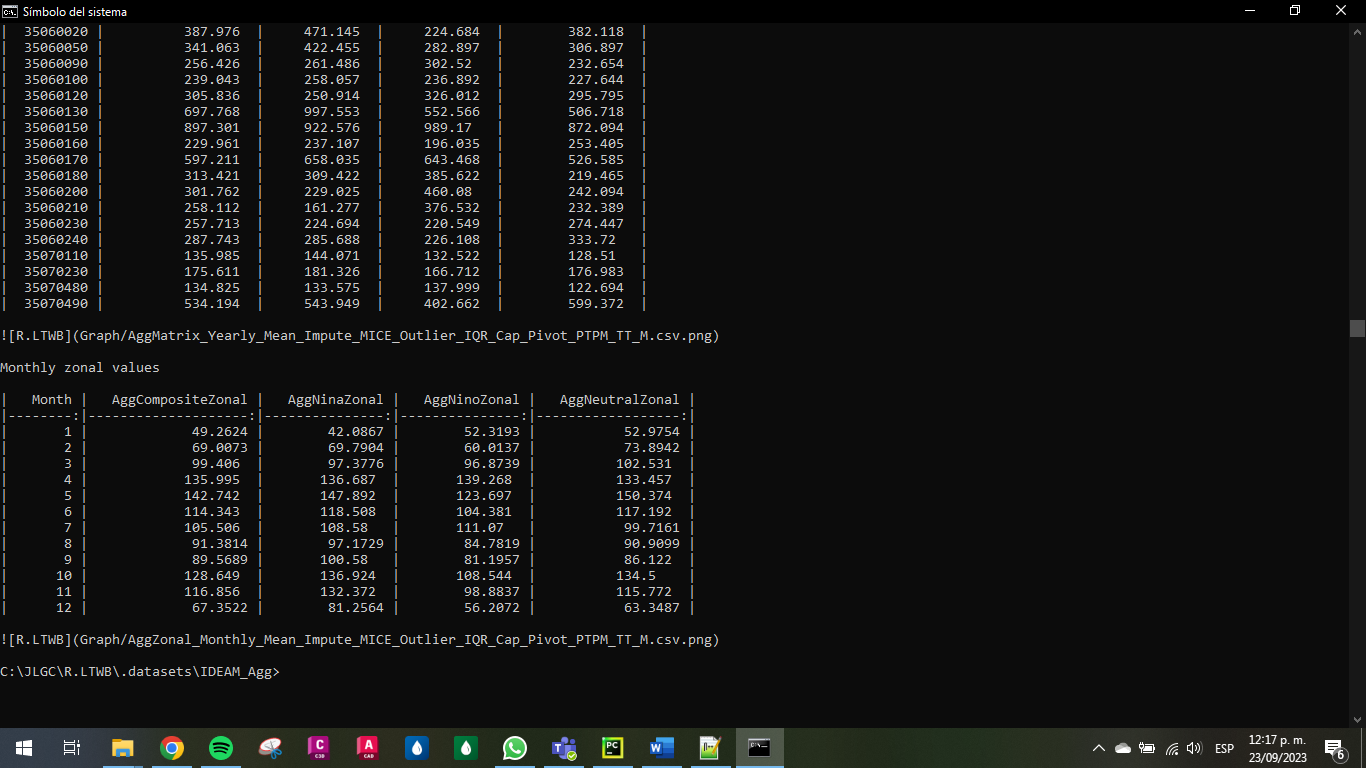 Símbolo del sistema
| 35060020 | 387.976 | 471.145 | 224.684 | 382.118 |
| 35060050 | 341.063 | 422.455 | 282.897 | 306.897 |
| 35060090 | 256.426 | 261.486 | 302.52 | 232.654 |
| 35060100 | 239.043 | 258.057 | 236.892 | 227.644 |
| 35060120 | 305.836 | 250.914 | 326.012 | 295.795 |
| 35060130 | 697.768 | 997.553 | 552.566 | 506.718 |
| 35060150 | 897.301 | 922.576 | 989.17 | 872.094 |
| 35060160 | 229.961 | 237.107 | 196.035 | 253.405 |
| 35060170 | 597.211 | 658.035 | 643.468 | 526.585 |
| 35060180 | 313.421 | 309.422 | 385.622 | 219.465 |
| 35060200 | 301.762 | 229.025 | 460.08 | 242.094 |
| 35060210 | 258.112 | 161.277 | 376.532 | 232.389 |
| 35060230 | 257.713 | 224.694 | 220.549 | 274.447 |
| 35060240 | 287.743 | 285.688 | 226.108 | 333.72 |
| 35070110 | 135.985 | 144.071 | 132.522 | 128.51 |
| 35070230 | 175.611 | 181.326 | 166.712 | 176.983 |
| 35070480 | 134.825 | 133.575 | 137.999 | 122.694 |
| 35070490 | 534.194 | 543.949 | 402.662 | 599.372 |
![R.LTWB](Graph/AggMatrix_Yearly_Mean_Impute_MICE_Outlier_IQR_Cap_Pivot_PTPM_TT_M.csv.png)
Monthly zonal values
| Month | AggCompositeZonal | AggNinaZonal | AggNinoZonal | AggNeutralZonal |
|--------:|--------------------:|---------------:|---------------:|------------------:|
| 1 | 49.2624 | 42.0867 | 52.3193 | 52.9754 |
| 2 | 69.0073 | 69.7904 | 60.0137 | 73.8942 |
| 3 | 99.406 | 97.3776 | 96.8739 | 102.531 |
| 4 | 135.995 | 136.687 | 139.268 | 133.457 |
| 5 | 142.742 | 147.892 | 123.697 | 150.374 |
| 6 | 114.343 | 118.508 | 104.381 | 117.192 |
| 7 | 105.506 | 108.58 | 111.07 | 99.7161 |
| 8 | 91.3814 | 97.1729 | 84.7819 | 90.9099 |
| 9 | 89.5689 | 100.58 | 81.1957 | 86.122 |
| 10 | 128.649 | 136.924 | 108.544 | 134.5 |
| 11 | 116.856 | 132.372 | 98.8837 | 115.772 |
| 12 | 67.3522 | 81.2564 | 56.2072 | 63.3487 |
![R.LTWB](Graph/AggZonal_Monthly_Mean_Impute_MICE_Outlier_IQR_Cap_Pivot_PTPM_TT_M.csv.png)
C:\JLGC\R.LTWB\.datasets\IDEAM_Agg>
ESP
12:17 p. m.
23/09/2023
6